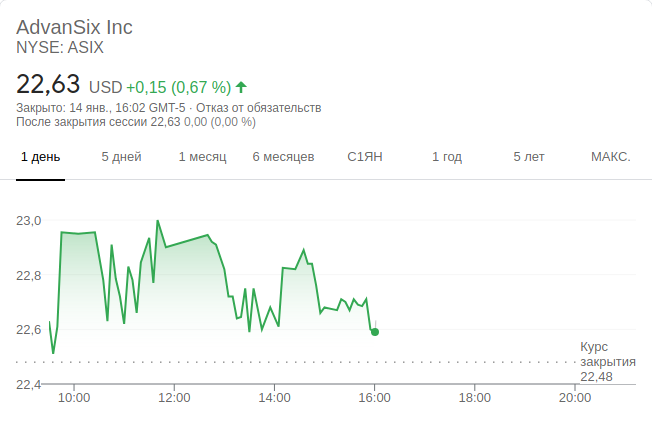 AdvanSix Inc
NYSE: ASIX
22,63 USD +0,15 (0,67 %)
Закрыто: 14 янв., 16:02 GMT-5 · Отказ от обязательств
После закрытия сессии 22,63 0,00 (0,00 %)
1 день 5 дней 1 месяц 6 месяцев С1ЯН 1 год 5 лет МАКС.
23,0
22,8
22,6
Курс
закрытия
22,48
22,4
10:00 12:00 14:00 16:00 18:00 20:00